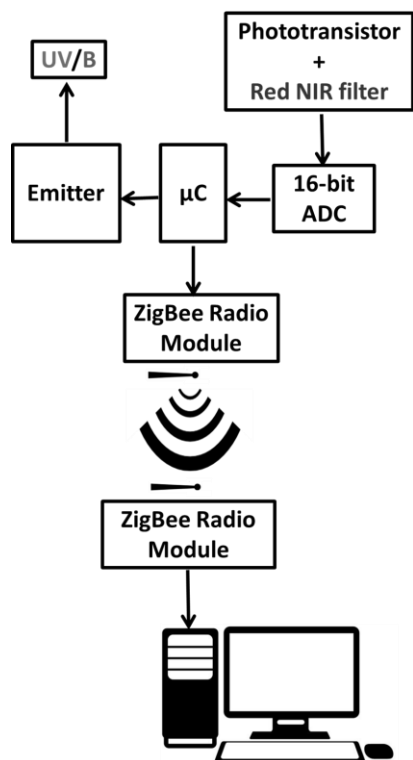 Phototransistor
+
Red NIR filter
UV/B
Emitter
μC
16-bit
ADC
ZigBee Radio
Module
ZigBee Radio
Module